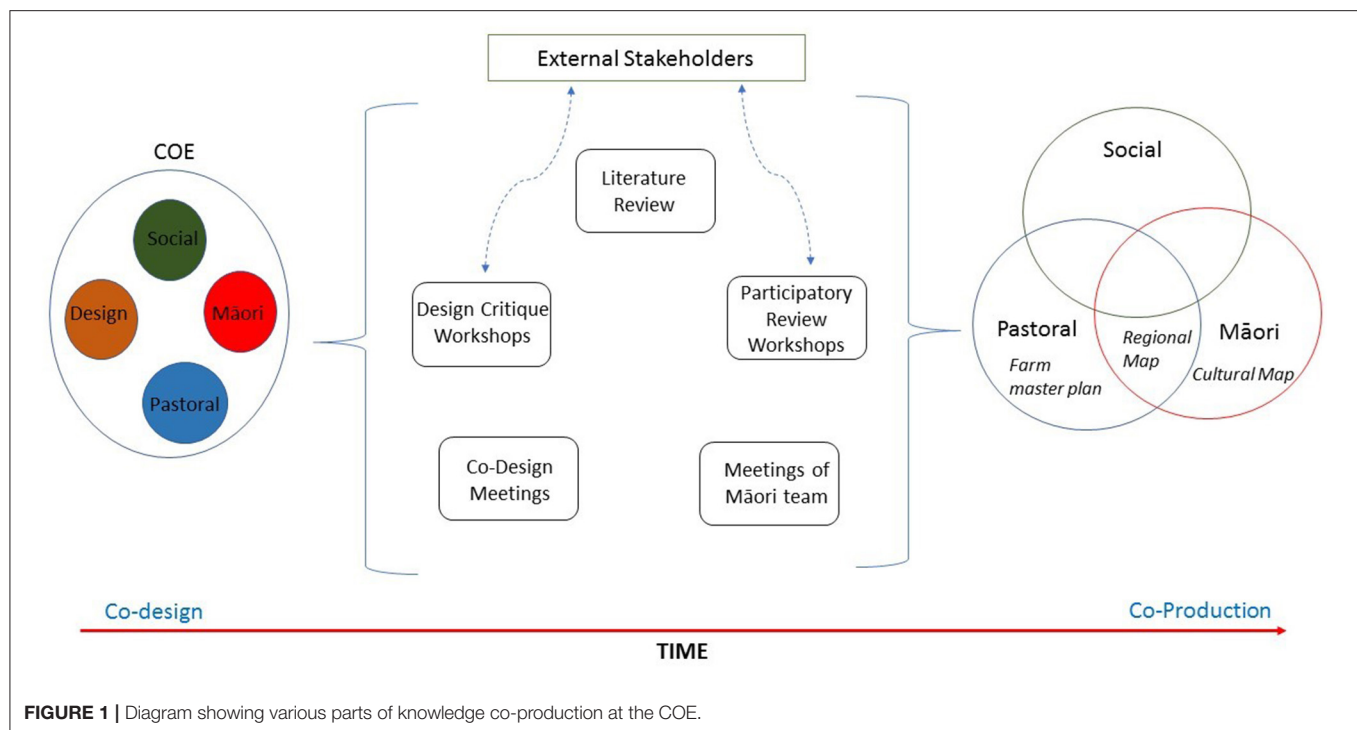 External Stakeholders
COE
Social
Design
Māori
Pastoral
Literature
Review
Design Critique
Workshops
Participatory
Review
Workshops
Co-Design
Meetings
Meetings of
Māori team
Social
Pastoral
Farm
master plan
Regional
Map
Māori
Cultural Map
Co-design
Co-Production
TIME
FIGURE 1 | Diagram showing various parts of knowledge co-production at the COE.